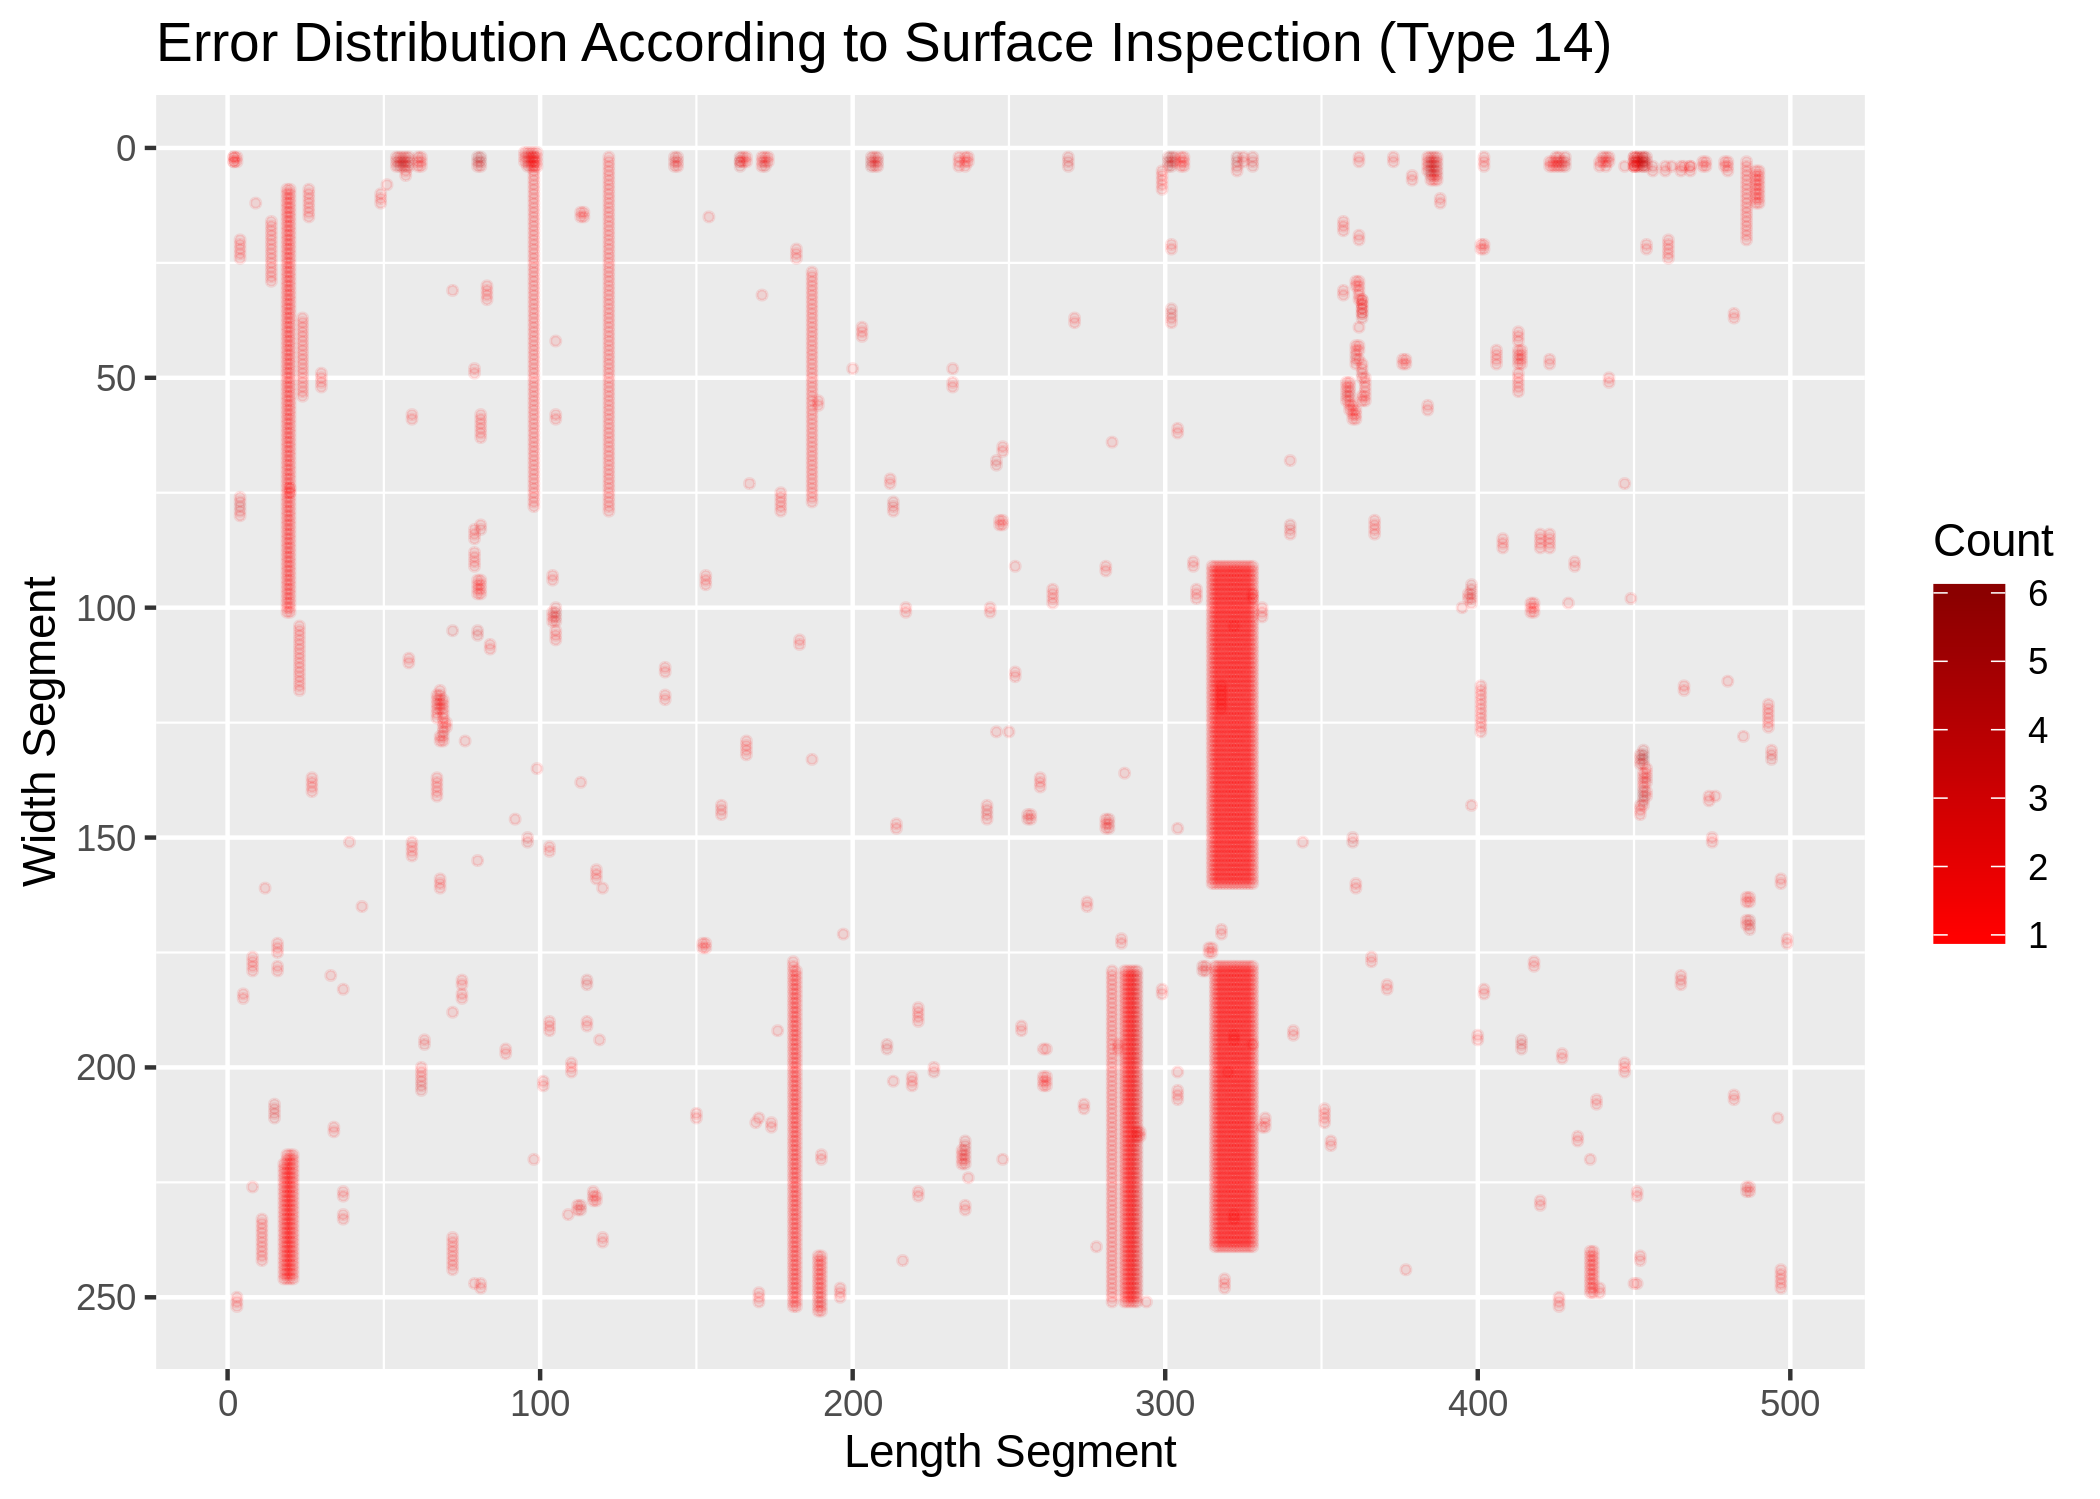 Error Distribution According to Surface Inspection (Type 14)
Width Segment
0
50
100
150
200
250
0 100 200 300 400 500
Length Segment
Count
6
5
4
3
2
1